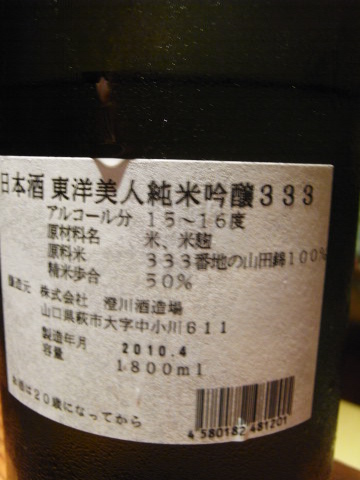 日本酒 東洋美人純米吟醸333
アルコール分 15～16度
原材料名 米、米麹
原料米 333番地の山田錦100%
精米歩合 50%
醸造元 株式会社 澄川酒造場
山口県萩市大字中小川611
製造年月 2010.4
容量 1800ml
お酒は20歳になってから
4580182481201